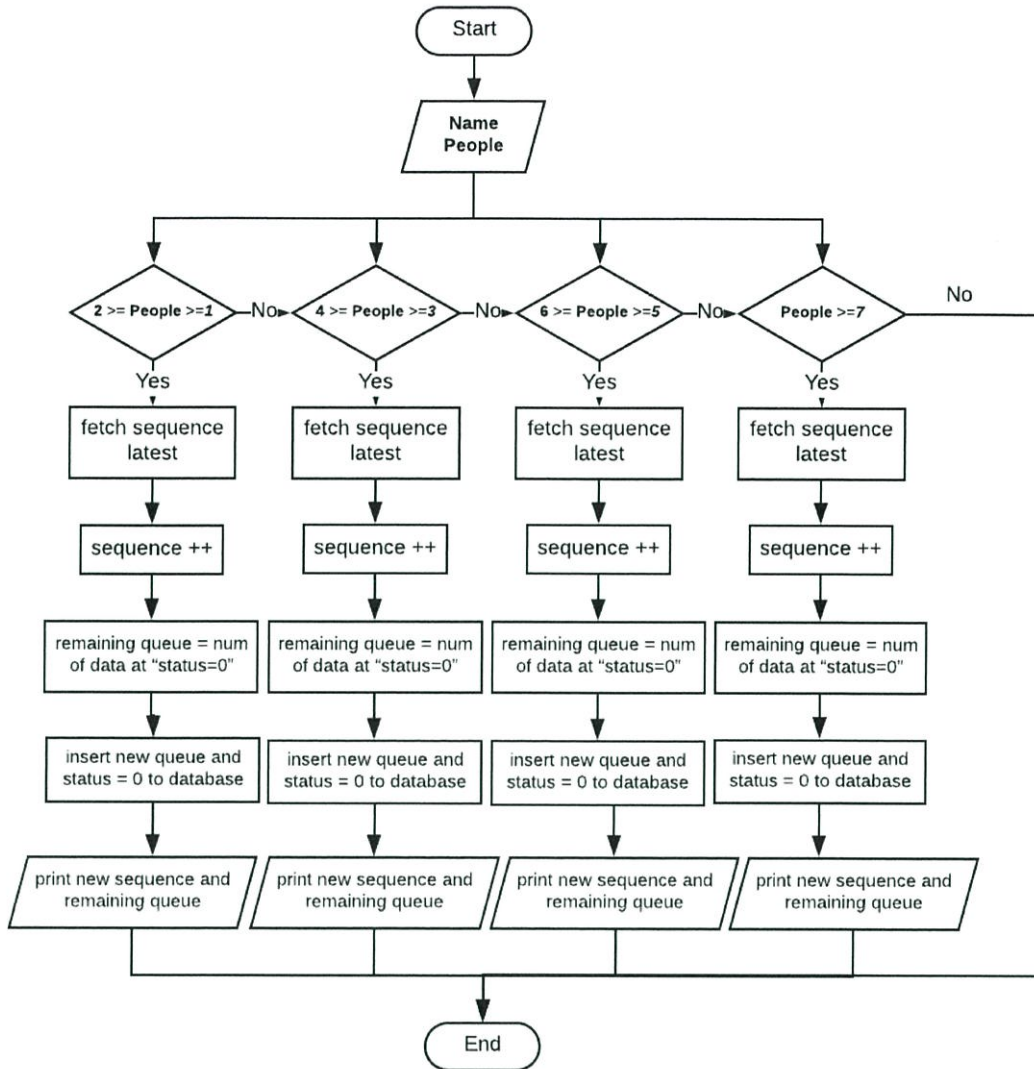 Start
Name
People
2 >= People >=1
No
4 >= People >=3
No
6 >= People >=5
No
People >=7
No
Yes
Yes
Yes
Yes
fetch sequence
latest
fetch sequence
latest
fetch sequence
latest
fetch sequence
latest
sequence ++
sequence ++
sequence ++
sequence ++
remaining queue = num
of data at “status=0”
remaining queue = num
of data at “status=0”
remaining queue = num
of data at “status=0”
remaining queue = num
of data at “status=0”
insert new queue and
status = 0 to database
insert new queue and
status = 0 to database
insert new queue and
status = 0 to database
insert new queue and
status = 0 to database
print new sequence and
remaining queue
print new sequence and
remaining queue
print new sequence and
remaining queue
print new sequence and
remaining queue
End